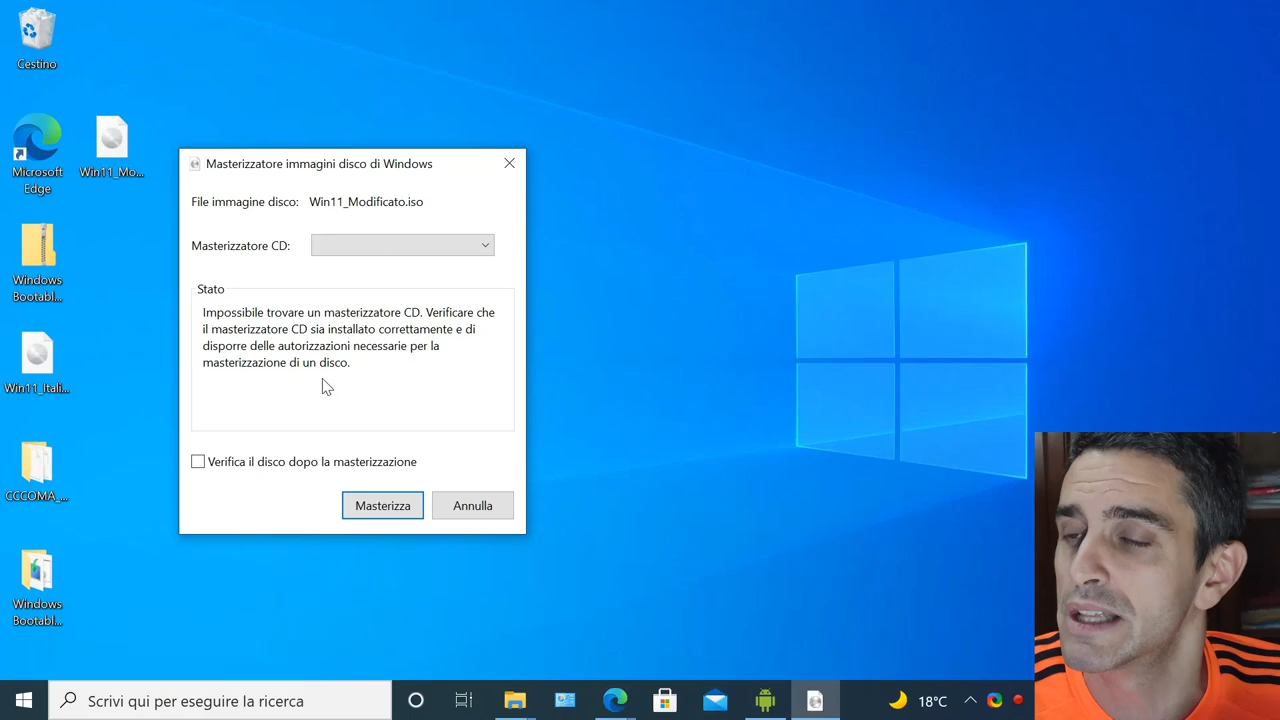 Cestino
Microsoft
Edge
Win11_Mo...
Windows
Bootabl...
Win11_Itali...
CCCOMA_...
Windows
Bootabl...
Masterizzatore immagini disco di Windows
File immagine disco: Win11_Modificato.iso
Masterizzatore CD:
Stato
Impossibile trovare un masterizzatore CD. Verificare che
il masterizzatore CD sia installato correttamente e di
disporre delle autorizzazioni necessarie per la
masterizzazione di un disco.
Verifica il disco dopo la masterizzazione
Masterizza
Annulla
Scrivi qui per eseguire la ricerca
18°C